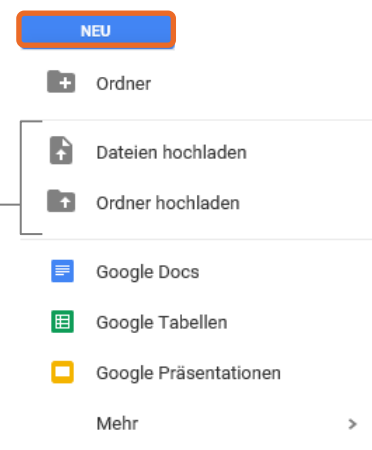 NEU
Ordner
Dateien hochladen
Ordner hochladen
Google Docs
Google Tabellen
Google Präsentationen
Mehr